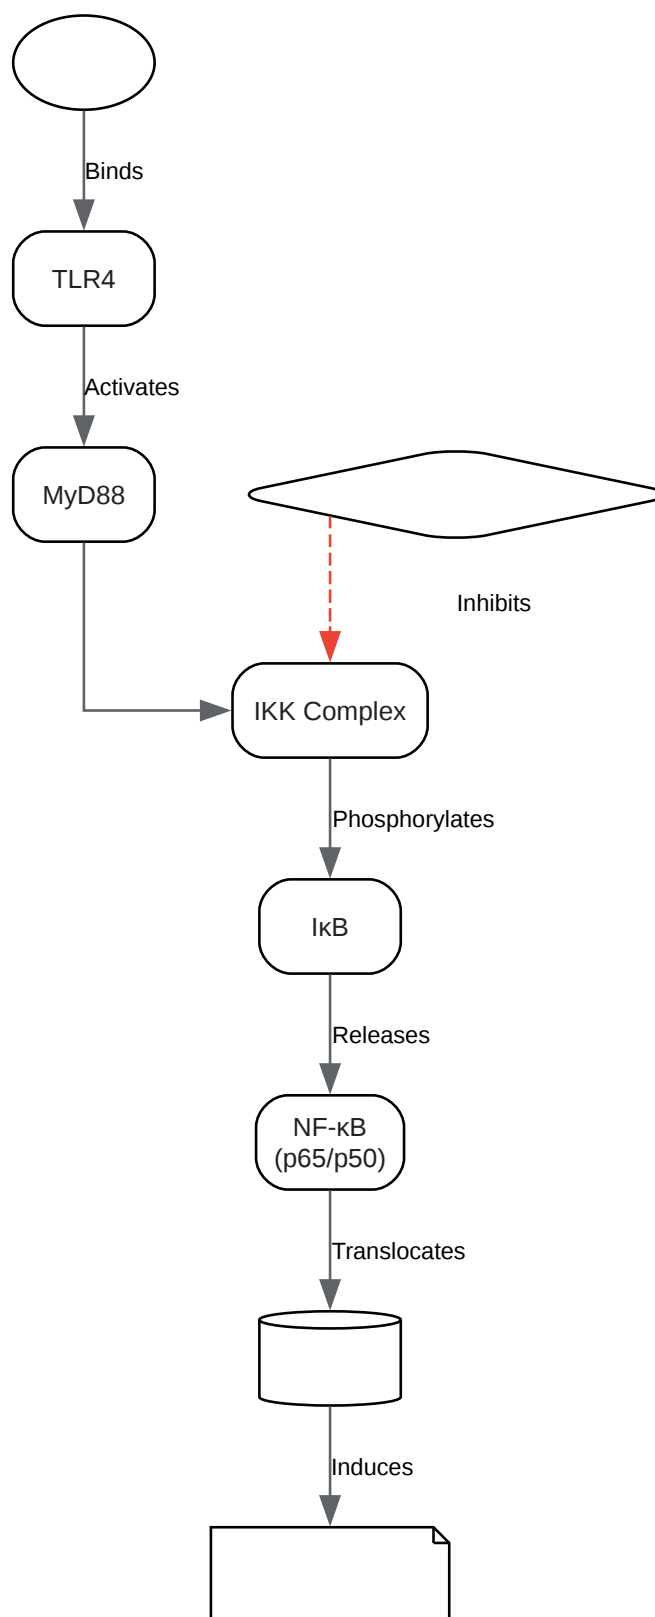 Binds
TLR4
Activates
MyD88
Inhibits
IKK Complex
Phosphorylates
IκB
Releases
NF-κB
(p65/p50)
Translocates
Induces